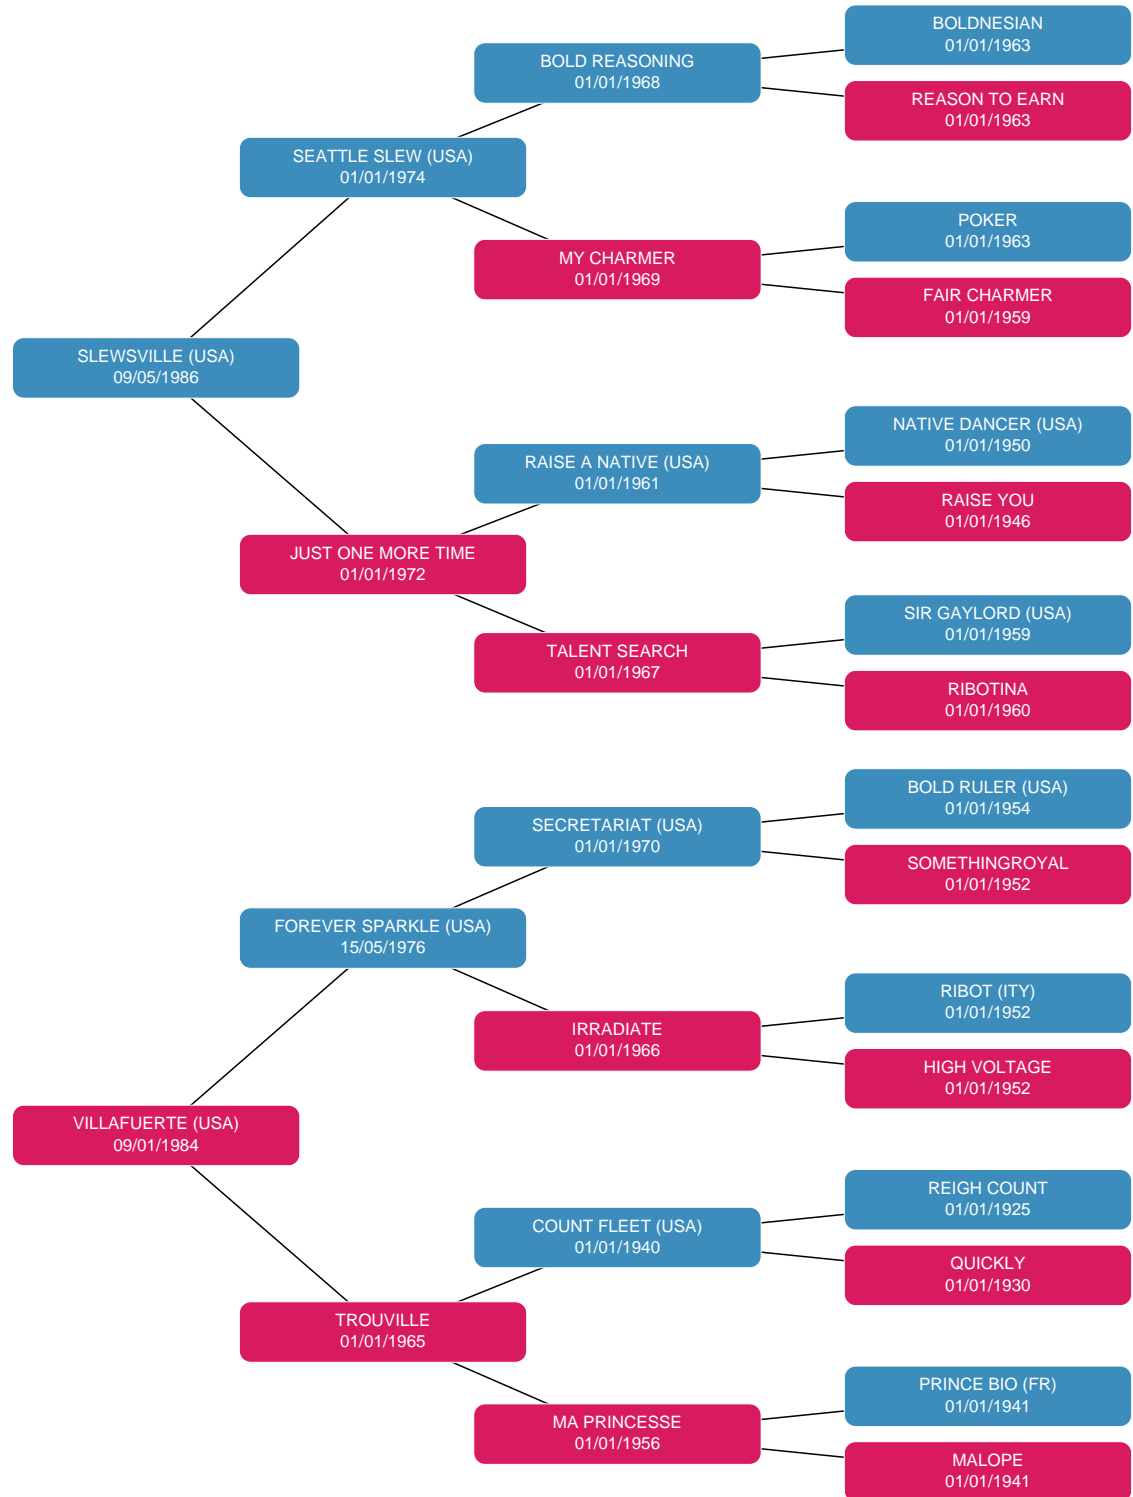 BOLDNESIAN
01/01/1963
BOLD REASONING
01/01/1968
REASON TO EARN
01/01/1963
SEATTLE SLEW (USA)
01/01/1974
POKER
01/01/1963
MY CHARMER
01/01/1969
FAIR CHARMER
01/01/1959
SLEWSVILLE (USA)
09/05/1986
NATIVE DANCER (USA)
01/01/1950
RAISE A NATIVE (USA)
01/01/1961
RAISE YOU
01/01/1946
JUST ONE MORE TIME
01/01/1972
SIR GAYLORD (USA)
01/01/1959
TALENT SEARCH
01/01/1967
RIBOTINA
01/01/1960
BOLD RULER (USA)
01/01/1954
SECRETARIAT (USA)
01/01/1970
SOMETHINGROYAL
01/01/1952
FOREVER SPARKLE (USA)
15/05/1976
RIBOT (ITY)
01/01/1952
IRRADIATE
01/01/1966
HIGH VOLTAGE
01/01/1952
VILLAFUERTE (USA)
09/01/1984
REIGH COUNT
01/01/1925
COUNT FLEET (USA)
01/01/1940
QUICKLY
01/01/1930
TROUVILLE
01/01/1965
PRINCE BIO (FR)
01/01/1941
MA PRINCESSE
01/01/1956
MALOPE
01/01/1941